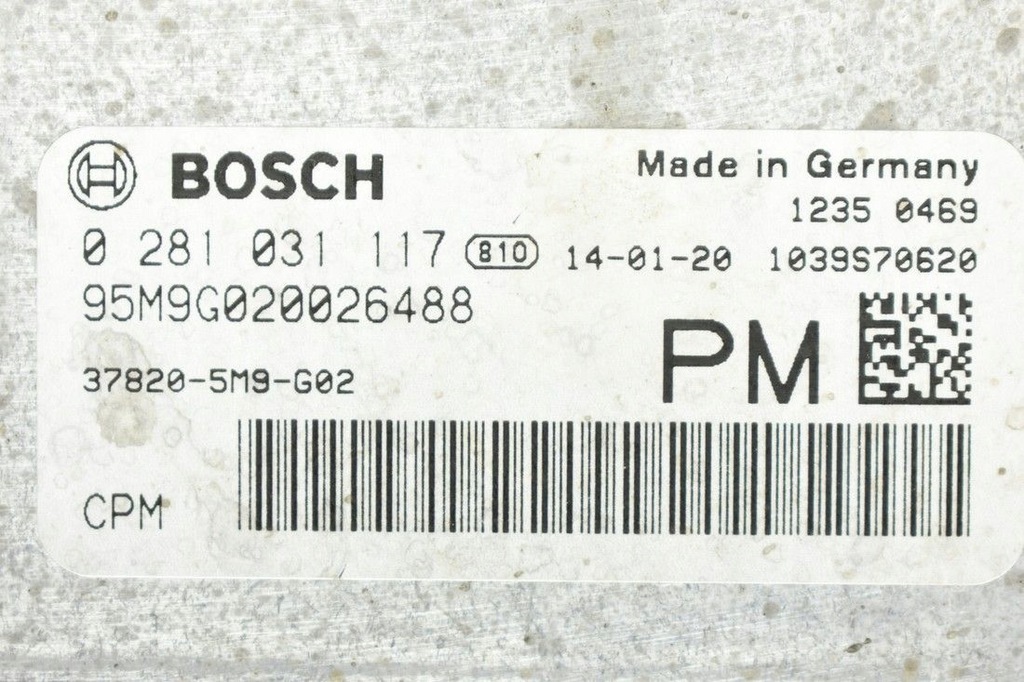 BOSCH Made in Germany
1235 0469
0 281 031 117 810 14-01-20 1039S70620
95M9G020026488
PM
37820-5M9-G02
CPM